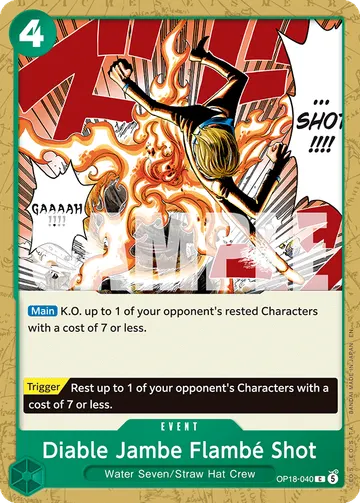 4
...
SHOT
!!!!
GAAAAAH
!!!!
SAMPLE
Main K.O. up to 1 of your opponent's rested Characters
with a cost of 7 or less.
Trigger Rest up to 1 of your opponent's Characters with a
cost of 7 or less.
EVENT
Diable Jambe Flambé Shot
Water Seven/Straw Hat Crew
OP18-040 C 5